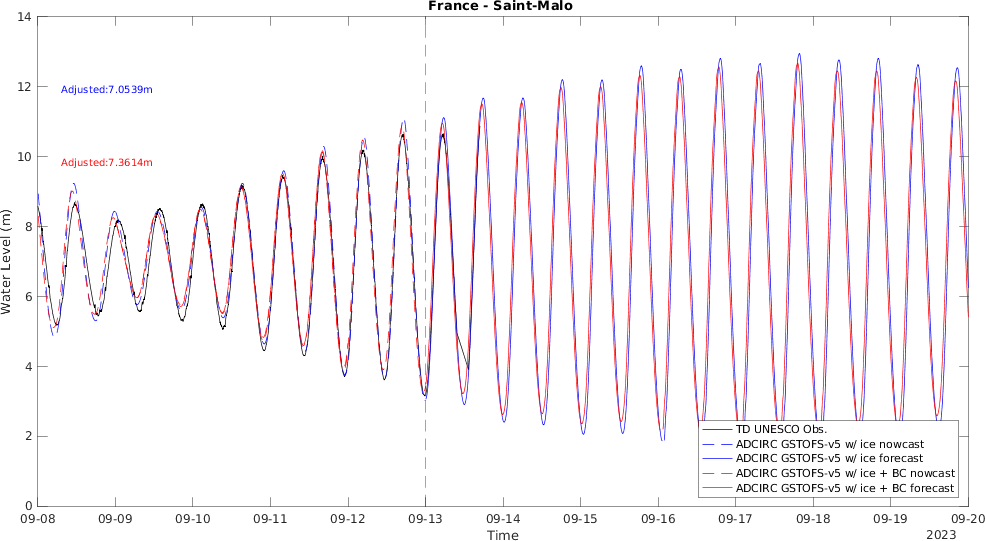 France - Saint-Malo
Water Level (m)
14
12
10
8
6
4
2
0
Adjusted:7.0539m
Adjusted:7.3614m
TD UNESCO Obs.
ADCIRC GSTOFS-v5 w/ ice nowcast
ADCIRC GSTOFS-v5 w/ ice forecast
ADCIRC GSTOFS-v5 w/ ice + BC nowcast
ADCIRC GSTOFS-v5 w/ ice + BC forecast
09-08 09-09 09-10 09-11 09-12 09-13 09-14 09-15 09-16 09-17 09-18 09-19 09-20
Time
2023